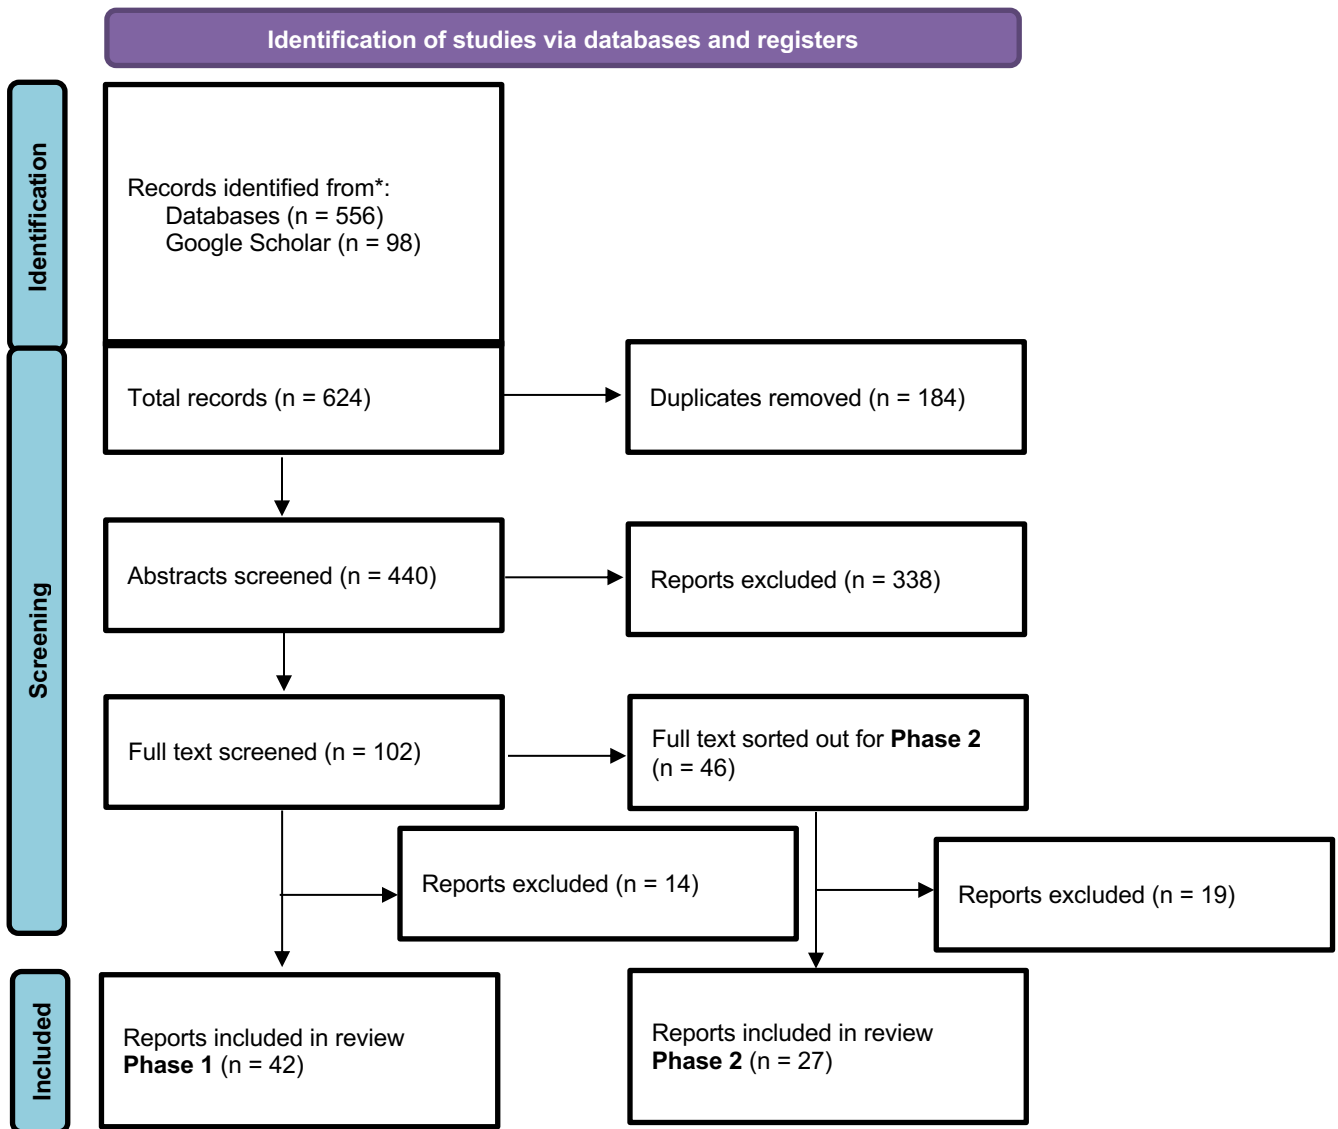 Identification of studies via databases and registers
Identification
Records identified from*:
Databases (n = 556)
Google Scholar (n = 98)
Screening
Total records (n = 624)
Duplicates removed (n = 184)
Abstracts screened (n = 440)
Reports excluded (n = 338)
Full text screened (n = 102)
Full text sorted out for Phase 2
(n = 46)
Reports excluded (n = 14)
Reports excluded (n = 19)
Included
Reports included in review
Phase 1 (n = 42)
Reports included in review
Phase 2 (n = 27)